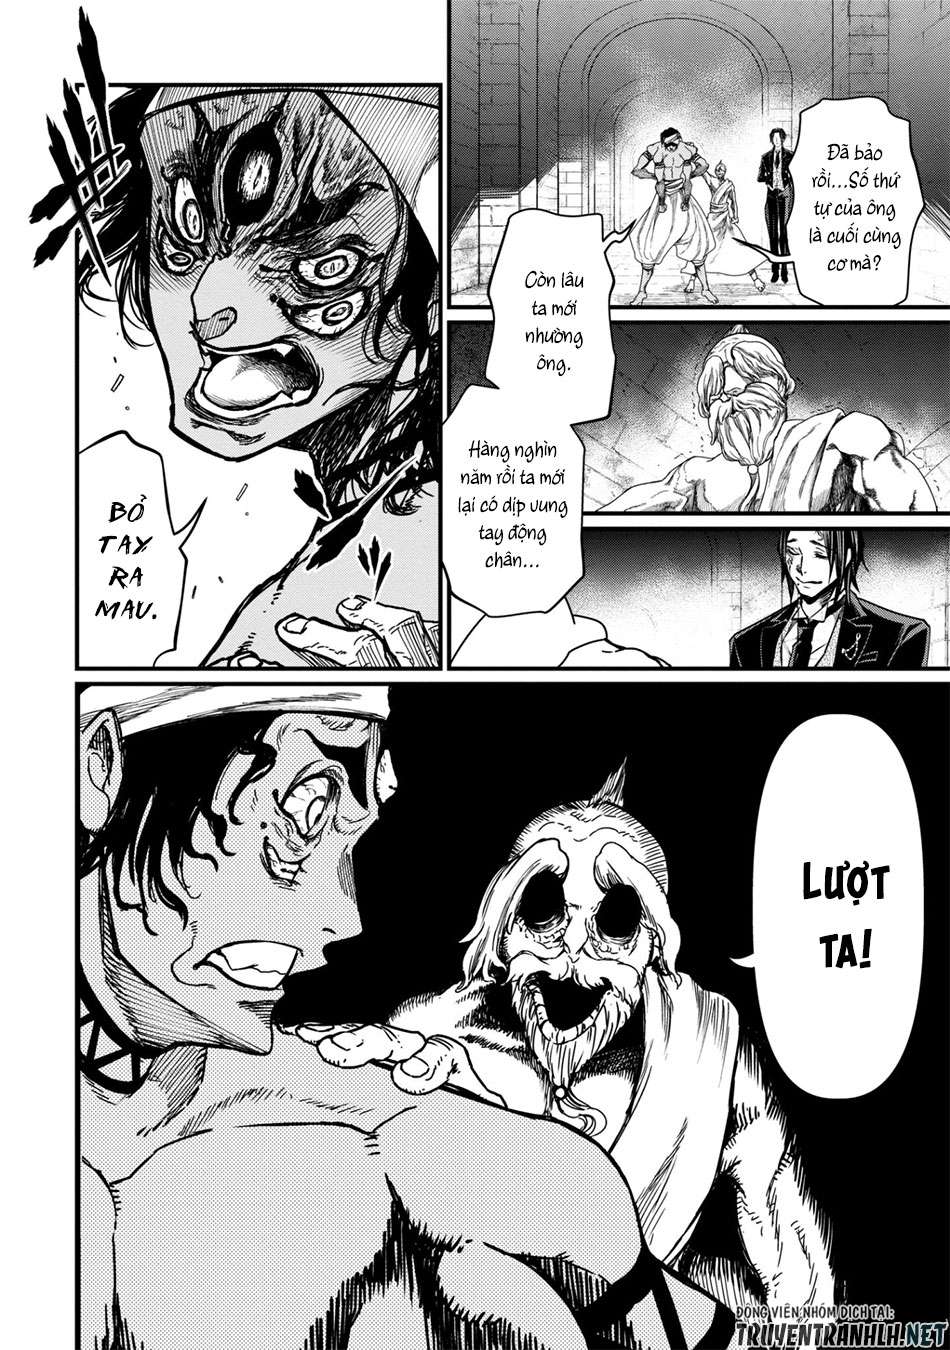 Đã bảo
rồi...Số thứ
tự của ông
là cuối cùng
cơ mà?
Còn lâu
ta mới
nhường
ông.
Hàng nghìn
năm rồi ta mới
lại có dịp vung
tay động
chân...
BỎ
TAY
RA
MAU.
LƯỢT
TA!
ĐỘNG VIÊN NHÓM DỊCH TẠI:
TRUYENTRANHLH.NET